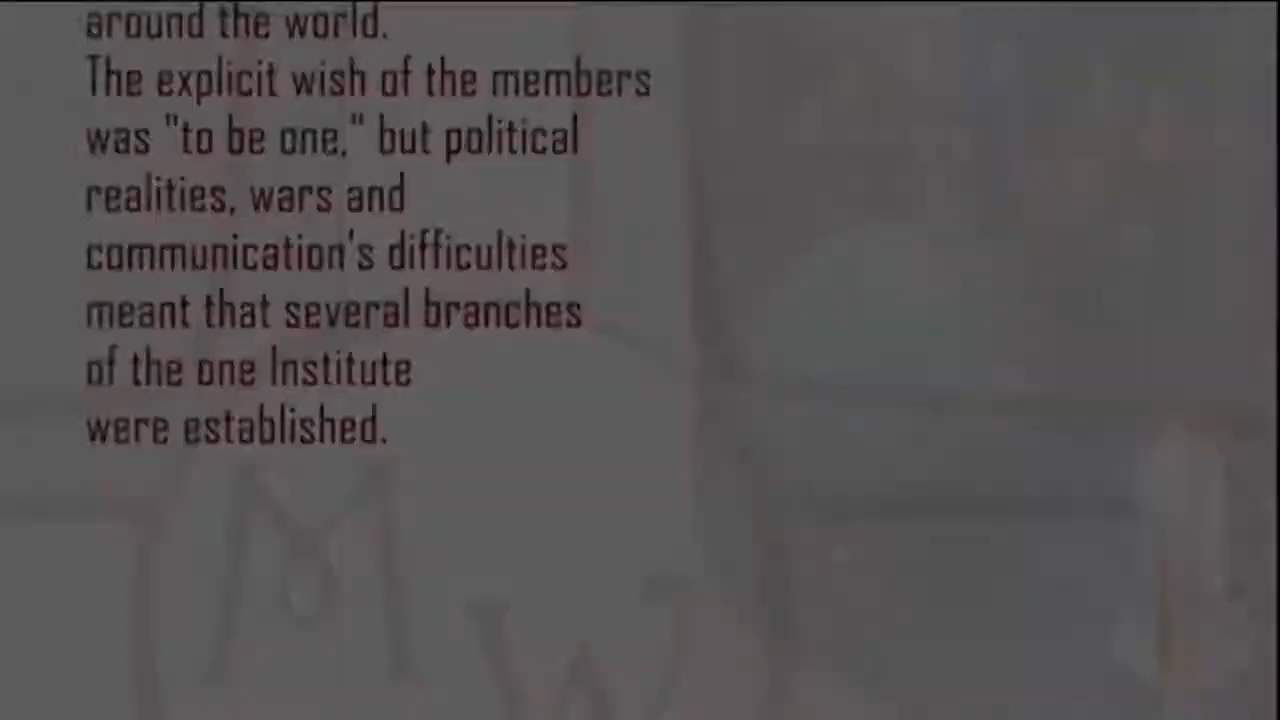 around the world.
The explicit wish of the members
was "to be one," but political
realities, wars and
communication's difficulties
meant that several branches
of the one Institute
were established.
M
W